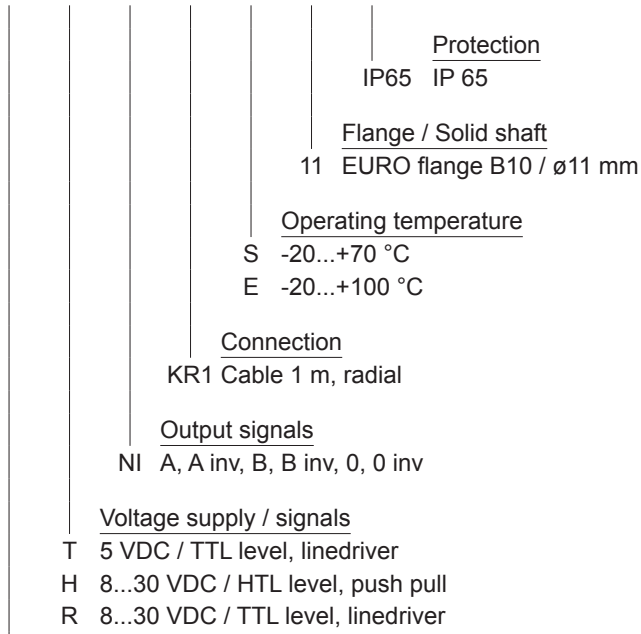 Protection
IP65 IP 65
Flange / Solid shaft
11 EURO flange B10 / ø11 mm
Operating temperature
S -20...+70 °C
E -20...+100 °C
Connection
KR1 Cable 1 m, radial
Output signals
NI A, A inv, B, B inv, 0, 0 inv
Voltage supply / signals
T 5 VDC / TTL level, linedriver
H 8...30 VDC / HTL level, push pull
R 8...30 VDC / TTL level, linedriver